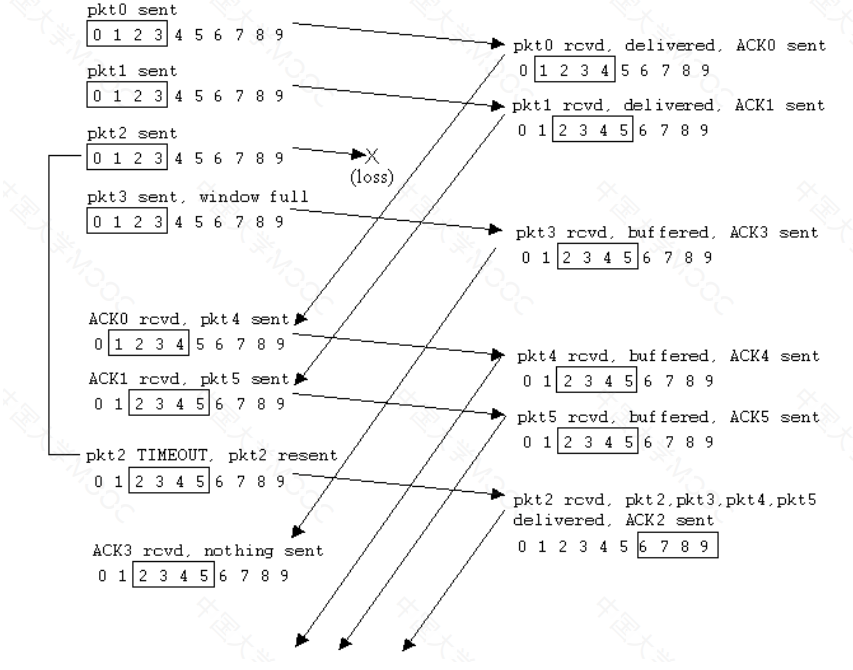 pkt0 sent
0 1 2 3 4 5 6 7 8 9
pkt0 rcvd, delivered, ACK0 sent
0 1 2 3 4 5 6 7 8 9
pkt1 sent
0 1 2 3 4 5 6 7 8 9
pkt1 rcvd, delivered, ACK1 sent
0 1 2 3 4 5 6 7 8 9
pkt2 sent
0 1 2 3 4 5 6 7 8 9
X
(loss)
pkt3 sent, window full
0 1 2 3 4 5 6 7 8 9
pkt3 rcvd, buffered, ACK3 sent
0 1 2 3 4 5 6 7 8 9
ACK0 rcvd, pkt4 sent
0 1 2 3 4 5 6 7 8 9
pkt4 rcvd, buffered, ACK4 sent
0 1 2 3 4 5 6 7 8 9
ACK1 rcvd, pkt5 sent
0 1 2 3 4 5 6 7 8 9
pkt5 rcvd, buffered, ACK5 sent
0 1 2 3 4 5 6 7 8 9
pkt2 TIMEOUT, pkt2 resent
0 1 2 3 4 5 6 7 8 9
pkt2 rcvd, pkt2,pkt3,pkt4,pkt5
delivered, ACK2 sent
0 1 2 3 4 5 6 7 8 9
ACK3 rcvd, nothing sent
0 1 2 3 4 5 6 7 8 9
中国大学MOOC